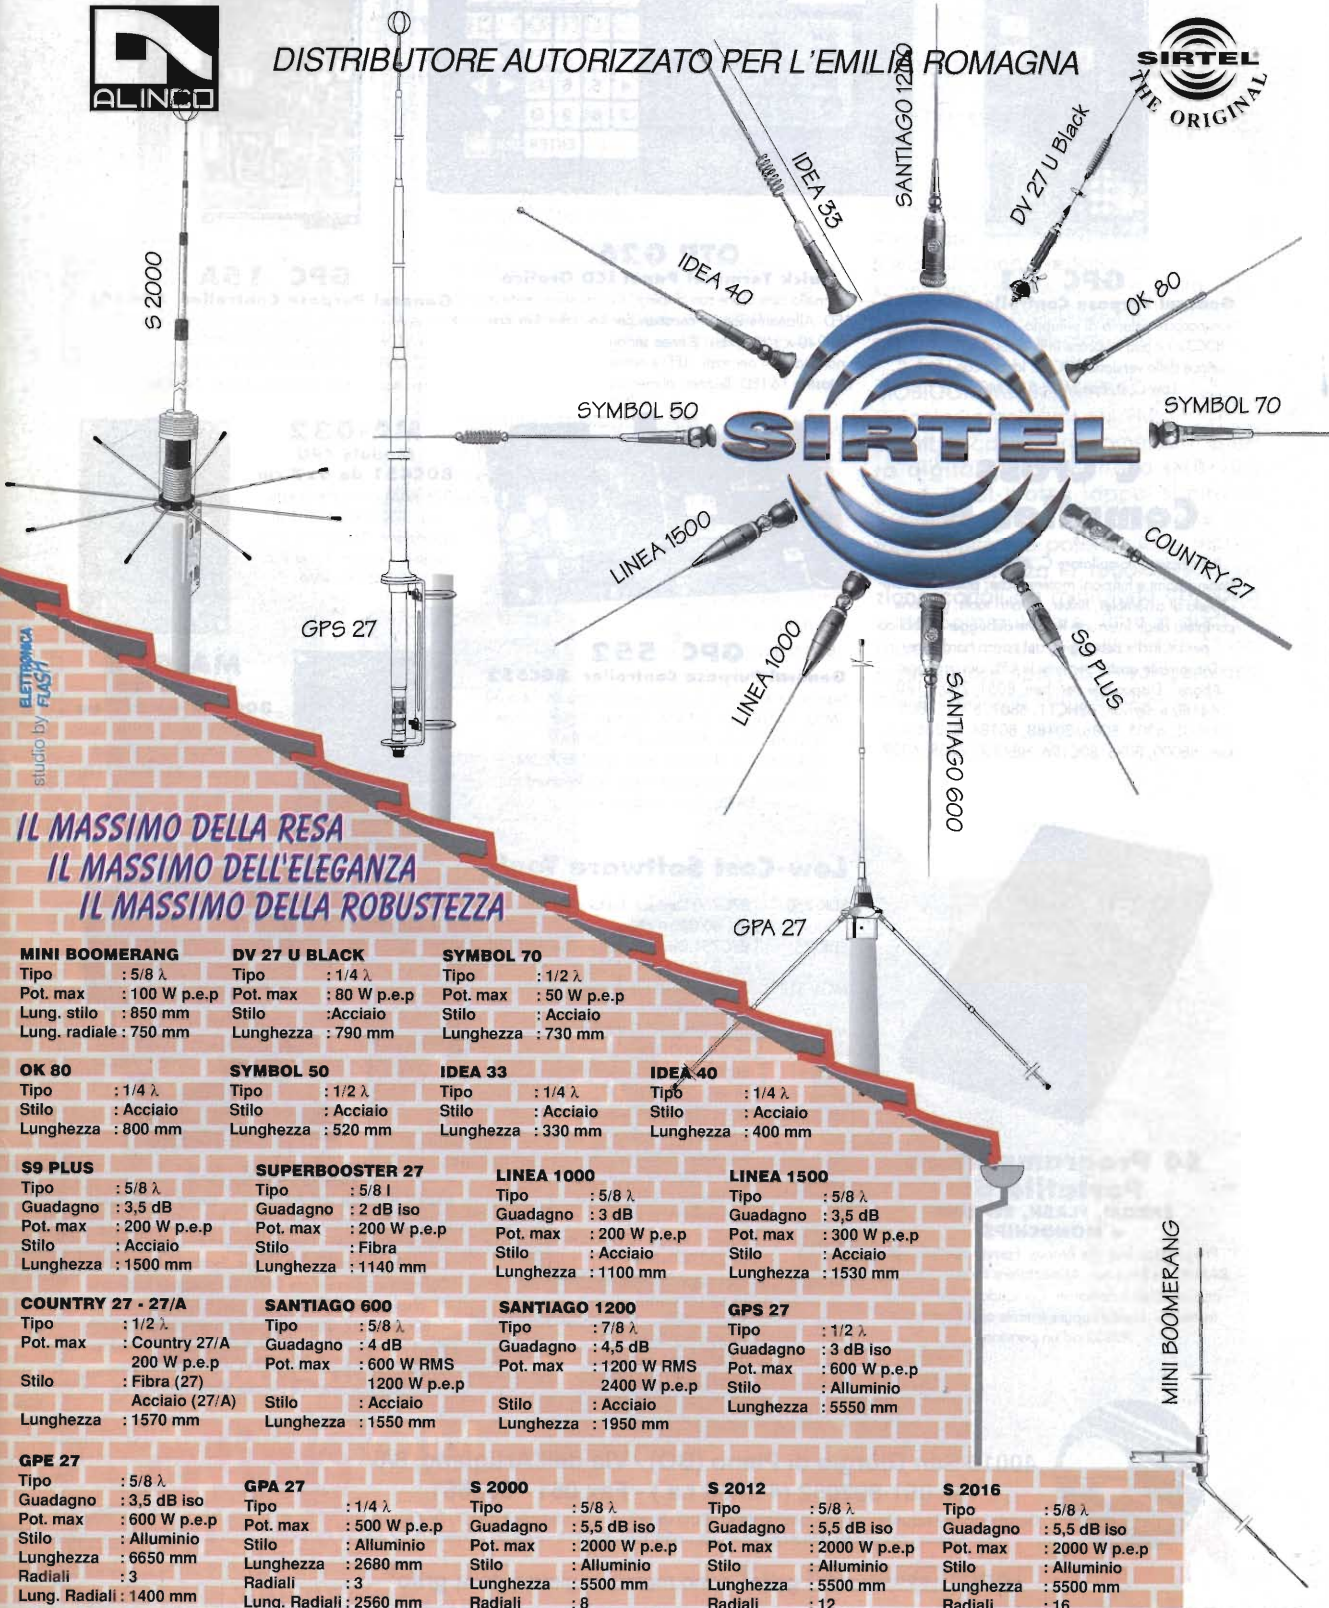 ALINCO
DISTRIBUTORE AUTORIZZATO PER L'EMILIA ROMAGNA
SIRTEL
THE ORIGINAL
S 2000
GPS 27
IDEA 40
IDEA 33
SANTIAGO 1200
DV 27 U Black
OK 80
SYMBOL 50
SIRTEL
SYMBOL 70
LINEA 1500
LINEA 1000
SANTIAGO 600
S9 PLUS
COUNTRY 27
GPA 27
MINI BOOMERANG
studio by ELETTRONICA FLASH
IL MASSIMO DELLA RESA
IL MASSIMO DELL'ELEGANZA
IL MASSIMO DELLA ROBUSTEZZA
MINI BOOMERANG
Tipo : 5/8 λ
Pot. max : 100 W p.e.p
Lung. stilo : 850 mm
Lung. radiale : 750 mm
DV 27 U BLACK
Tipo : 1/4 λ
Pot. max : 80 W p.e.p
Stilo :Acciaio
Lunghezza : 790 mm
SYMBOL 70
Tipo : 1/2 λ
Pot. max : 50 W p.e.p
Stilo : Acciaio
Lunghezza : 730 mm
OK 80
Tipo : 1/4 λ
Stilo : Acciaio
Lunghezza : 800 mm
SYMBOL 50
Tipo : 1/2 λ
Stilo : Acciaio
Lunghezza : 520 mm
IDEA 33
Tipo : 1/4 λ
Stilo : Acciaio
Lunghezza : 330 mm
IDEA 40
Tipo : 1/4 λ
Stilo : Acciaio
Lunghezza : 400 mm
S9 PLUS
Tipo : 5/8 λ
Guadagno : 3,5 dB
Pot. max : 200 W p.e.p
Stilo : Acciaio
Lunghezza : 1500 mm
SUPERBOOSTER 27
Tipo : 5/8 l
Guadagno : 2 dB iso
Pot. max : 200 W p.e.p
Stilo : Fibra
Lunghezza : 1140 mm
LINEA 1000
Tipo : 5/8 λ
Guadagno : 3 dB
Pot. max : 200 W p.e.p
Stilo : Acciaio
Lunghezza : 1100 mm
LINEA 1500
Tipo : 5/8 λ
Guadagno : 3,5 dB
Pot. max : 300 W p.e.p
Stilo : Acciaio
Lunghezza : 1530 mm
COUNTRY 27 - 27/A
Tipo : 1/2 λ
Pot. max : Country 27/A
200 W p.e.p
Stilo : Fibra (27)
Acciaio (27/A)
Lunghezza : 1570 mm
SANTIAGO 600
Tipo : 5/8 λ
Guadagno : 4 dB
Pot. max : 600 W RMS
1200 W p.e.p
Stilo : Acciaio
Lunghezza : 1550 mm
SANTIAGO 1200
Tipo : 7/8 λ
Guadagno : 4,5 dB
Pot. max : 1200 W RMS
2400 W p.e.p
Stilo : Acciaio
Lunghezza : 1950 mm
GPS 27
Tipo : 1/2 λ
Guadagno : 3 dB iso
Pot. max : 600 W p.e.p
Stilo : Alluminio
Lunghezza : 5550 mm
GPE 27
Tipo : 5/8 λ
Guadagno : 3,5 dB iso
Pot. max : 600 W p.e.p
Stilo : Alluminio
Lunghezza : 6650 mm
Radiali : 3
Lung. Radiali : 1400 mm
GPA 27
Tipo : 1/4 λ
Pot. max : 500 W p.e.p
Stilo : Alluminio
Lunghezza : 2680 mm
Radiali : 3
Lung. Radiali : 2560 mm
S 2000
Tipo : 5/8 λ
Guadagno : 5,5 dB iso
Pot. max : 2000 W p.e.p
Stilo : Alluminio
Lunghezza : 5500 mm
Radiali : 8
S 2012
Tipo : 5/8 λ
Guadagno : 5,5 dB iso
Pot. max : 2000 W p.e.p
Stilo : Alluminio
Lunghezza : 5500 mm
Radiali : 12
S 2016
Tipo : 5/8 λ
Guadagno : 5,5 dB iso
Pot. max : 2000 W p.e.p
Stilo : Alluminio
Lunghezza : 5500 mm
Radiali : 16